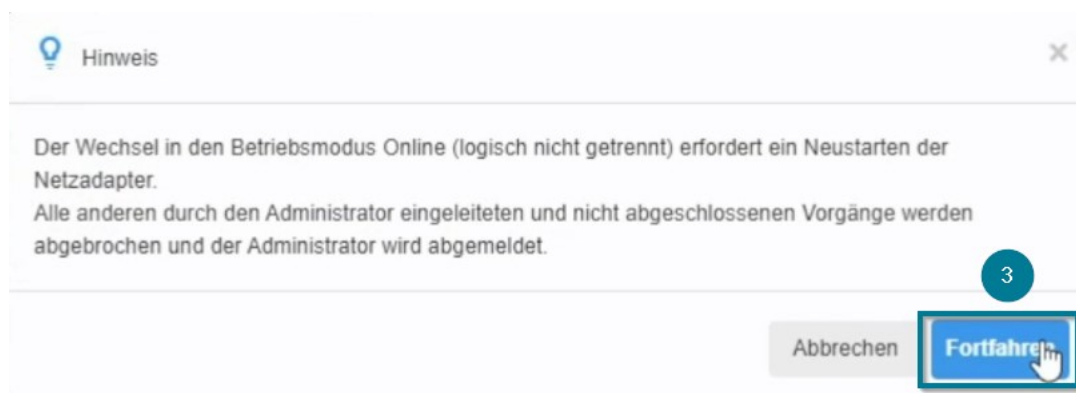 Hinweis
Der Wechsel in den Betriebsmodus Online (logisch nicht getrennt) erfordert ein Neustarten der
Netzadapter.
Alle anderen durch den Administrator eingeleiteten und nicht abgeschlossenen Vorgänge werden
abgebrochen und der Administrator wird abgemeldet.
3
Abbrechen Fortfahren